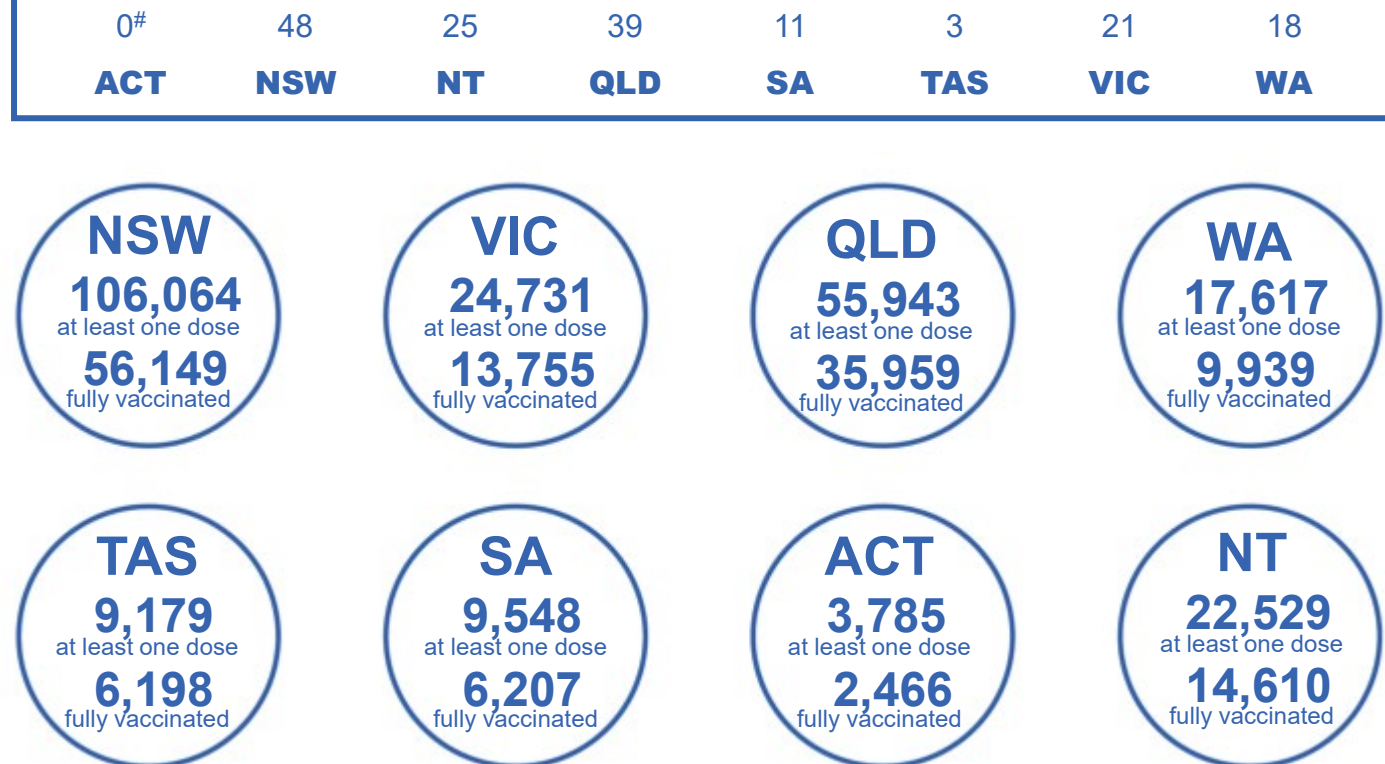 0# 48 25 39 11 3 21 18
ACT NSW NT QLD SA TAS VIC WA
NSW
106,064
at least one dose
56,149
fully vaccinated
VIC
24,731
at least one dose
13,755
fully vaccinated
QLD
55,943
at least one dose
35,959
fully vaccinated
WA
17,617
at least one dose
9,939
fully vaccinated
TAS
9,179
at least one dose
6,198
fully vaccinated
SA
9,548
at least one dose
6,207
fully vaccinated
ACT
3,785
at least one dose
2,466
fully vaccinated
NT
22,529
at least one dose
14,610
fully vaccinated